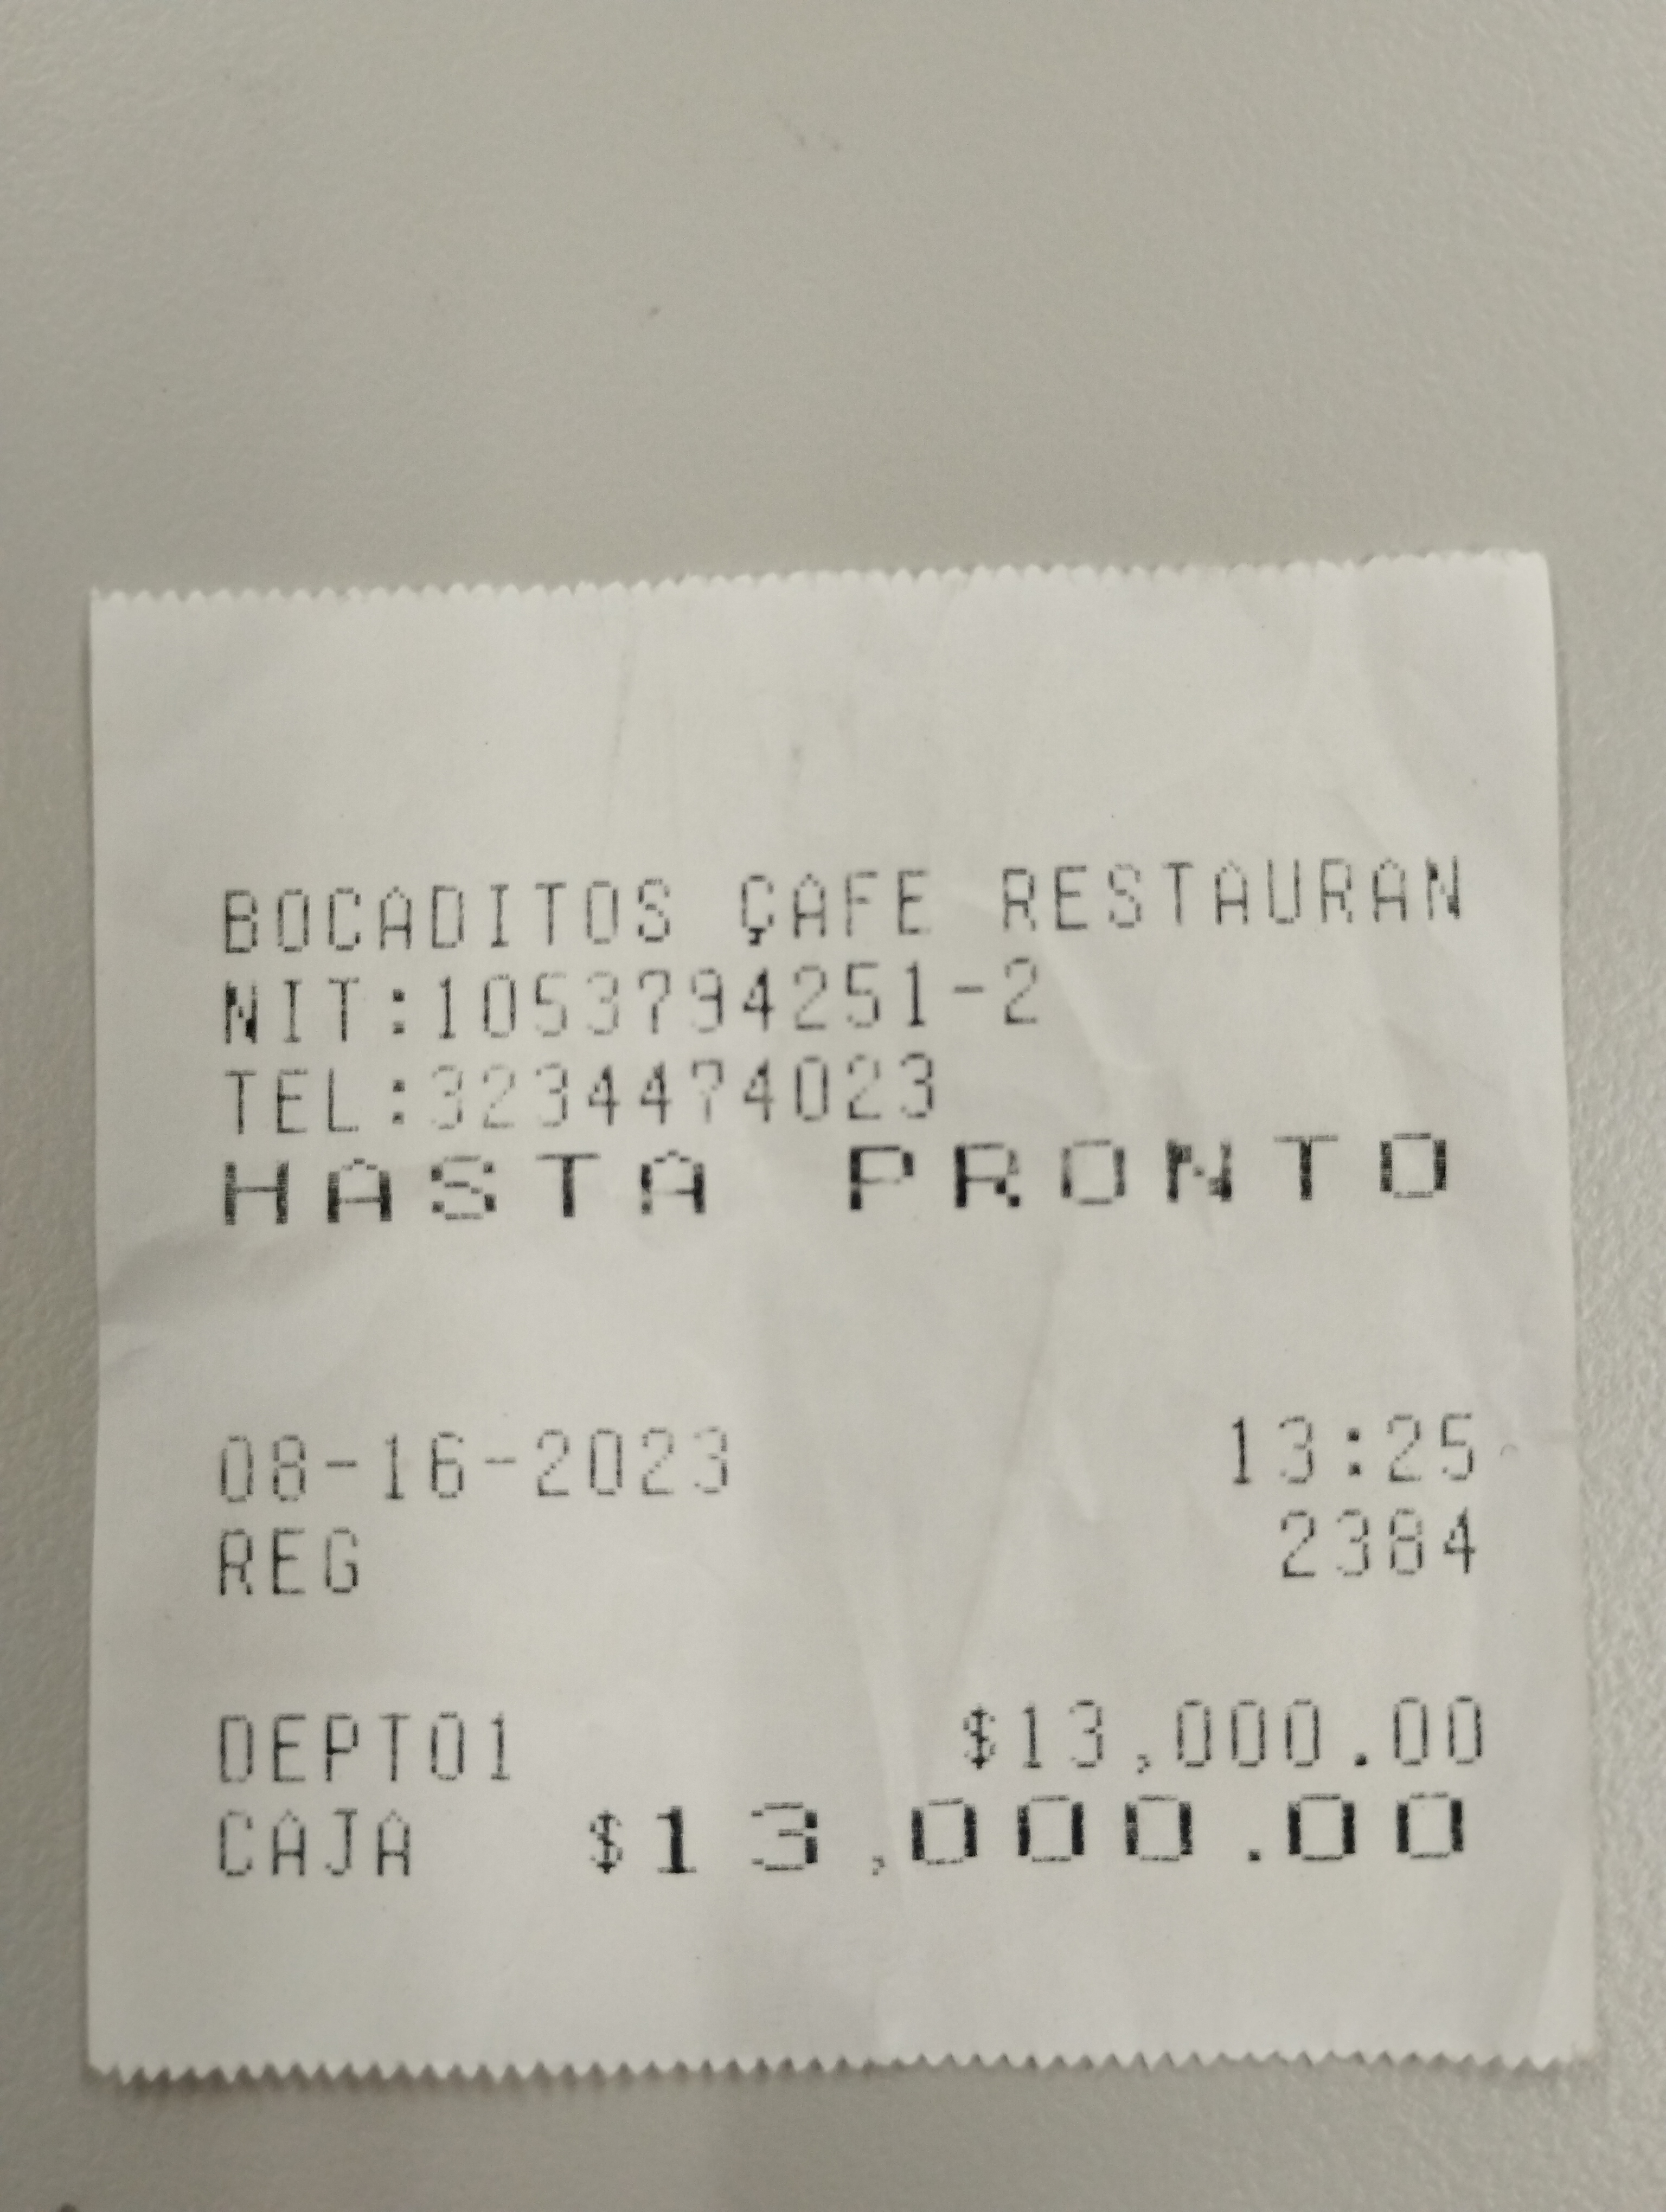 BOCADITOS ÇAFE RESTAURAN
NIT:1053794251-2
TEL:3234474023
HASTA PRONTO
08-16-2023 13:25
REG 2384
DEPT01 $13,000.00
CAJA $13,000.00